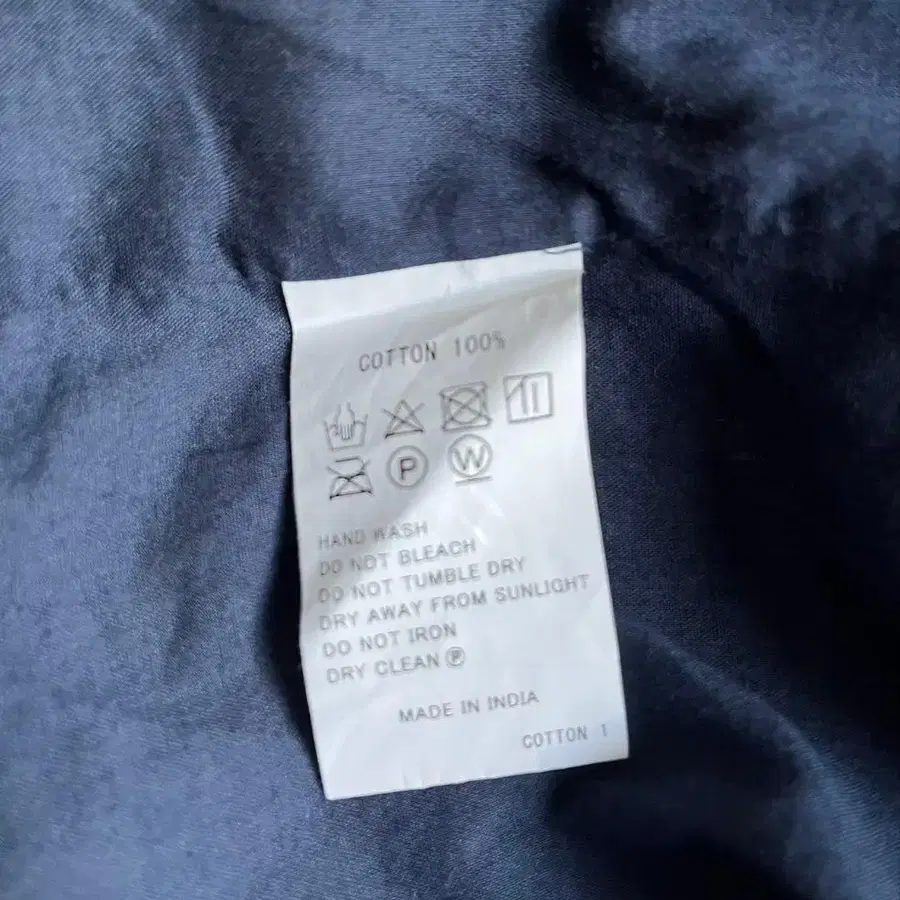 COTTON 100%
P W
HAND WASH
DO NOT BLEACH
DO NOT TUMBLE DRY
DRY AWAY FROM SUNLIGHT
DO NOT IRON
DRY CLEAN Ⓟ
MADE IN INDIA
COTTON 1